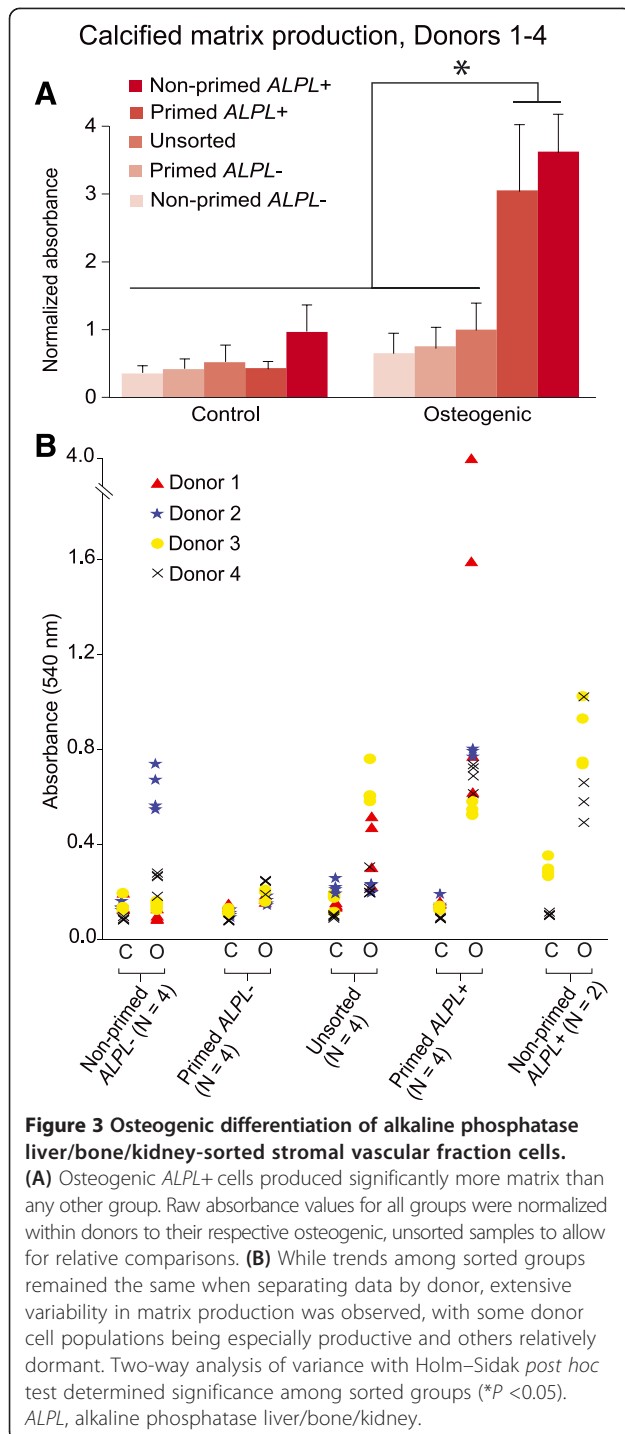 Calcified matrix production, Donors 1-4
A
*
Non-primed ALPL+
Primed ALPL+
Unsorted
Primed ALPL-
Non-primed ALPL-
Normalized absorbance
4
3
2
1
0
Control
Osteogenic
B
4.0
1.6
1.2
0.8
0.4
0.0
Absorbance (540 nm)
Donor 1
Donor 2
Donor 3
Donor 4
C O C O C O C O C O
Non-primed
ALPL- (N = 4)
Primed ALPL-
(N = 4)
Unsorted
(N = 4)
Primed ALPL+
(N = 4)
Non-primed
ALPL+ (N = 2)
Figure 3 Osteogenic differentiation of alkaline phosphatase
liver/bone/kidney-sorted stromal vascular fraction cells.
(A) Osteogenic ALPL+ cells produced significantly more matrix than
any other group. Raw absorbance values for all groups were normalized
within donors to their respective osteogenic, unsorted samples to allow
for relative comparisons. (B) While trends among sorted groups
remained the same when separating data by donor, extensive
variability in matrix production was observed, with some donor
cell populations being especially productive and others relatively
dormant. Two-way analysis of variance with Holm–Sidak post hoc
test determined significance among sorted groups (*P <0.05).
ALPL, alkaline phosphatase liver/bone/kidney.